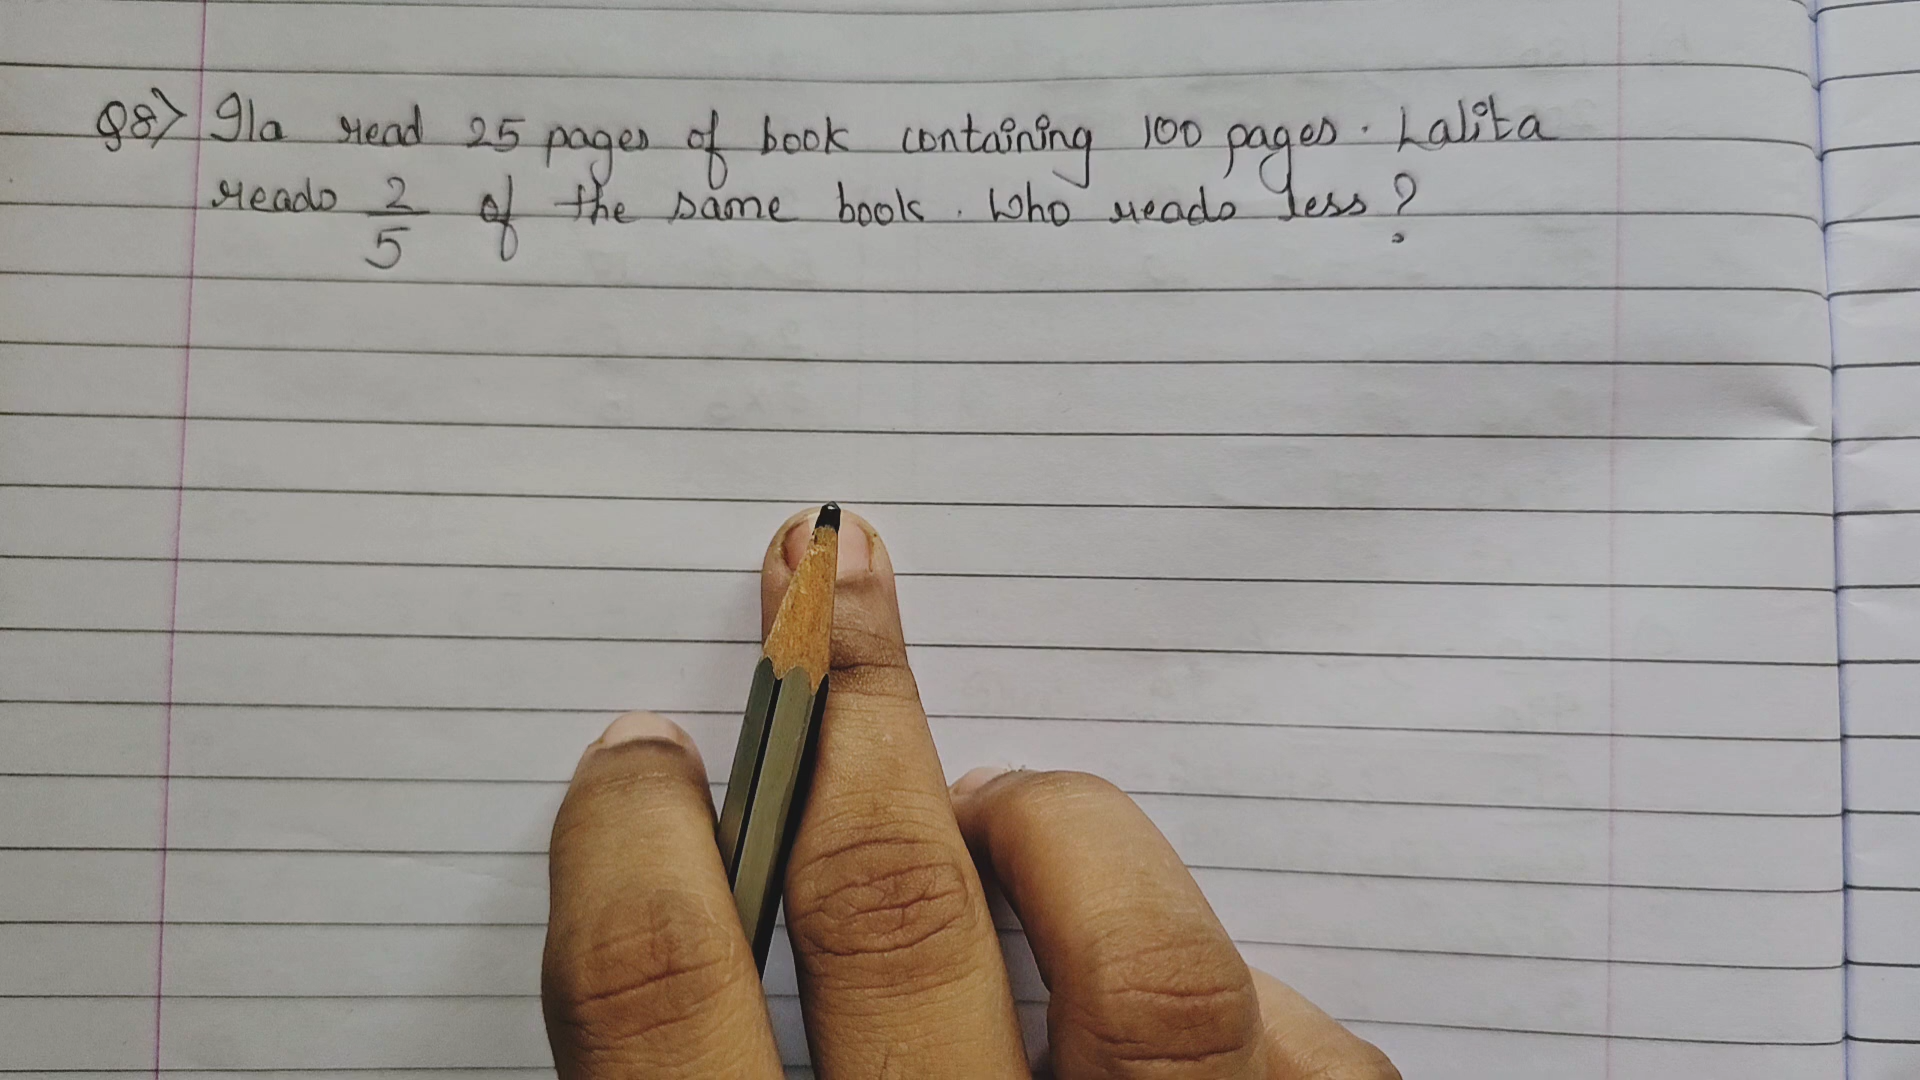 Q8> Ila read 25 pages of book containing 100 pages. Lalita
reads 2/5 of the same book. Who reads less?